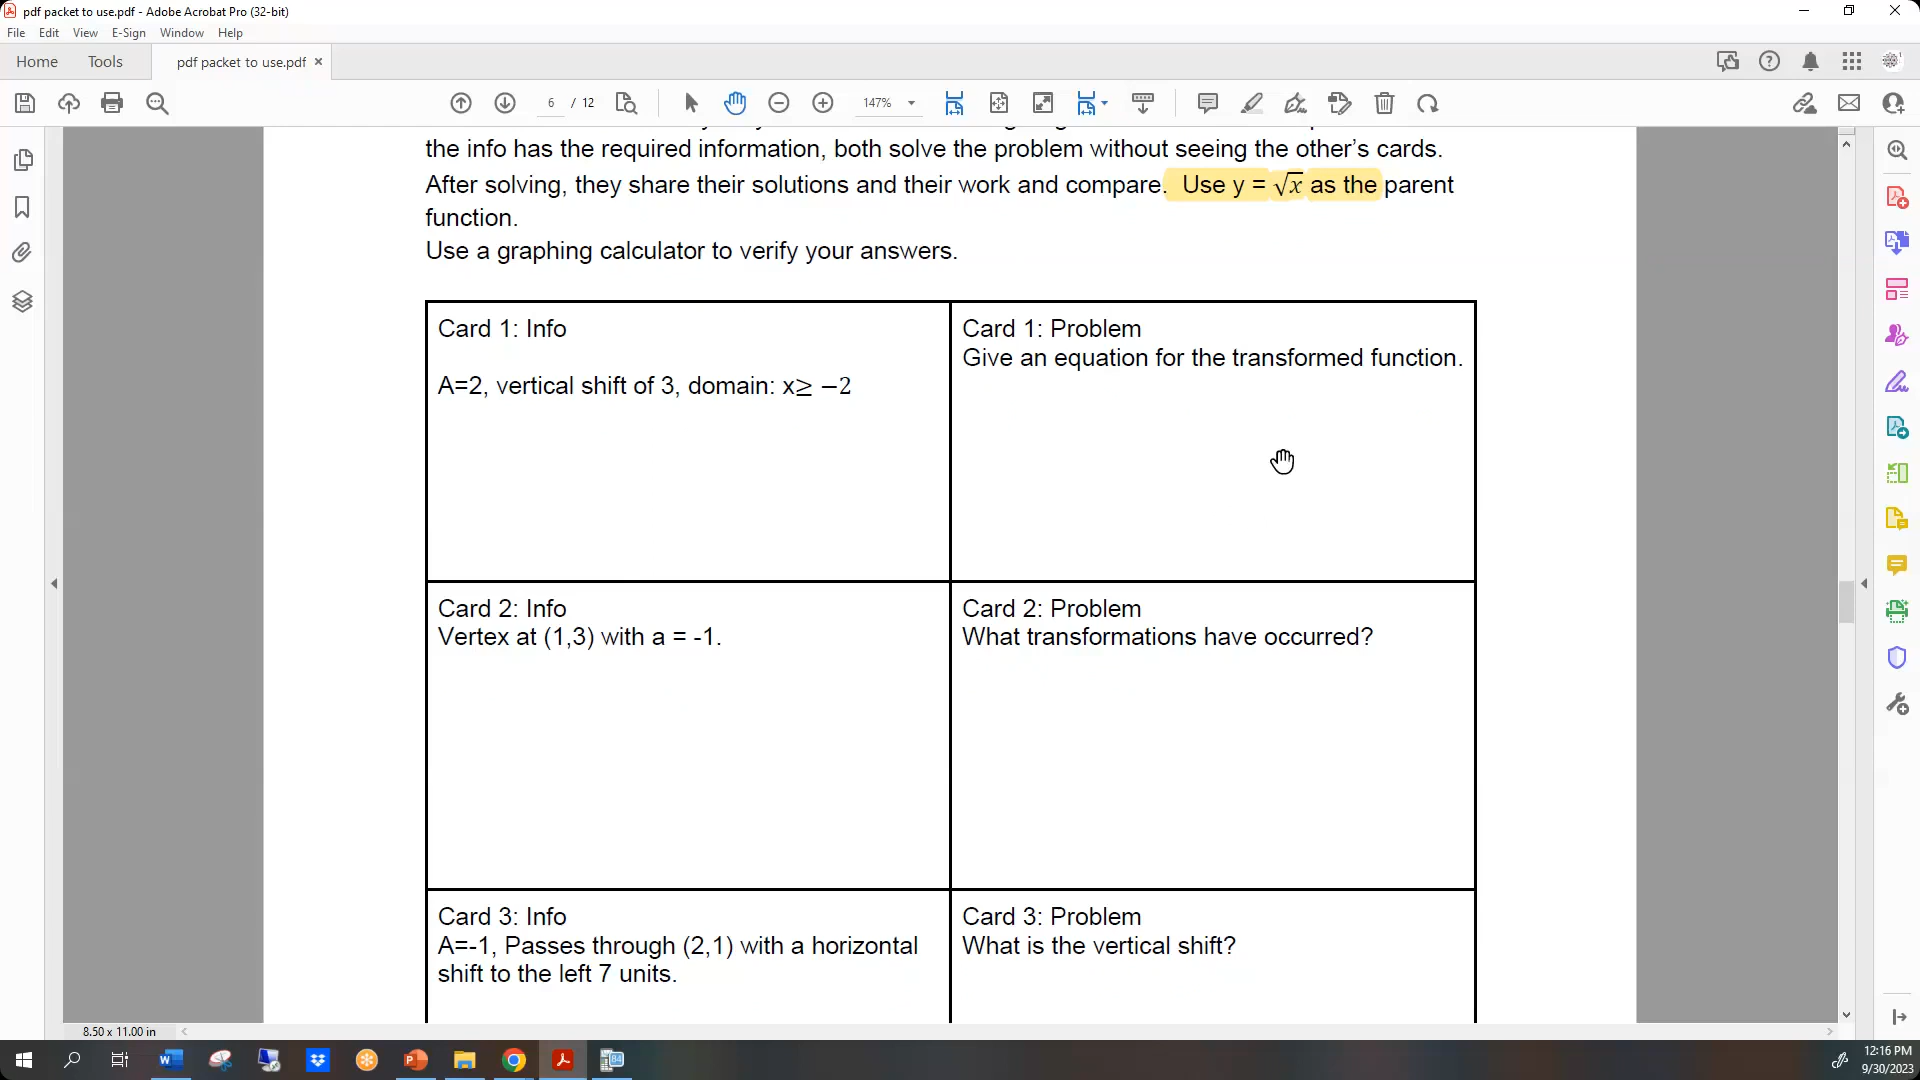 pdf packet to use.pdf - Adobe Acrobat Pro (32-bit)
File Edit View E-Sign Window Help
Home Tools pdf packet to use.pdf ×
6 / 12 147%
the info has the required information, both solve the problem without seeing the other's cards.
After solving, they share their solutions and their work and compare. Use y = √x as the parent
function.
Use a graphing calculator to verify your answers.
Card 1: Info
A=2, vertical shift of 3, domain: x≥ −2
Card 1: Problem
Give an equation for the transformed function.
Card 2: Info
Vertex at (1,3) with a = -1.
Card 2: Problem
What transformations have occurred?
Card 3: Info
A=-1, Passes through (2,1) with a horizontal
shift to the left 7 units.
Card 3: Problem
What is the vertical shift?
8.50 x 11.00 in
12:16 PM
9/30/2023